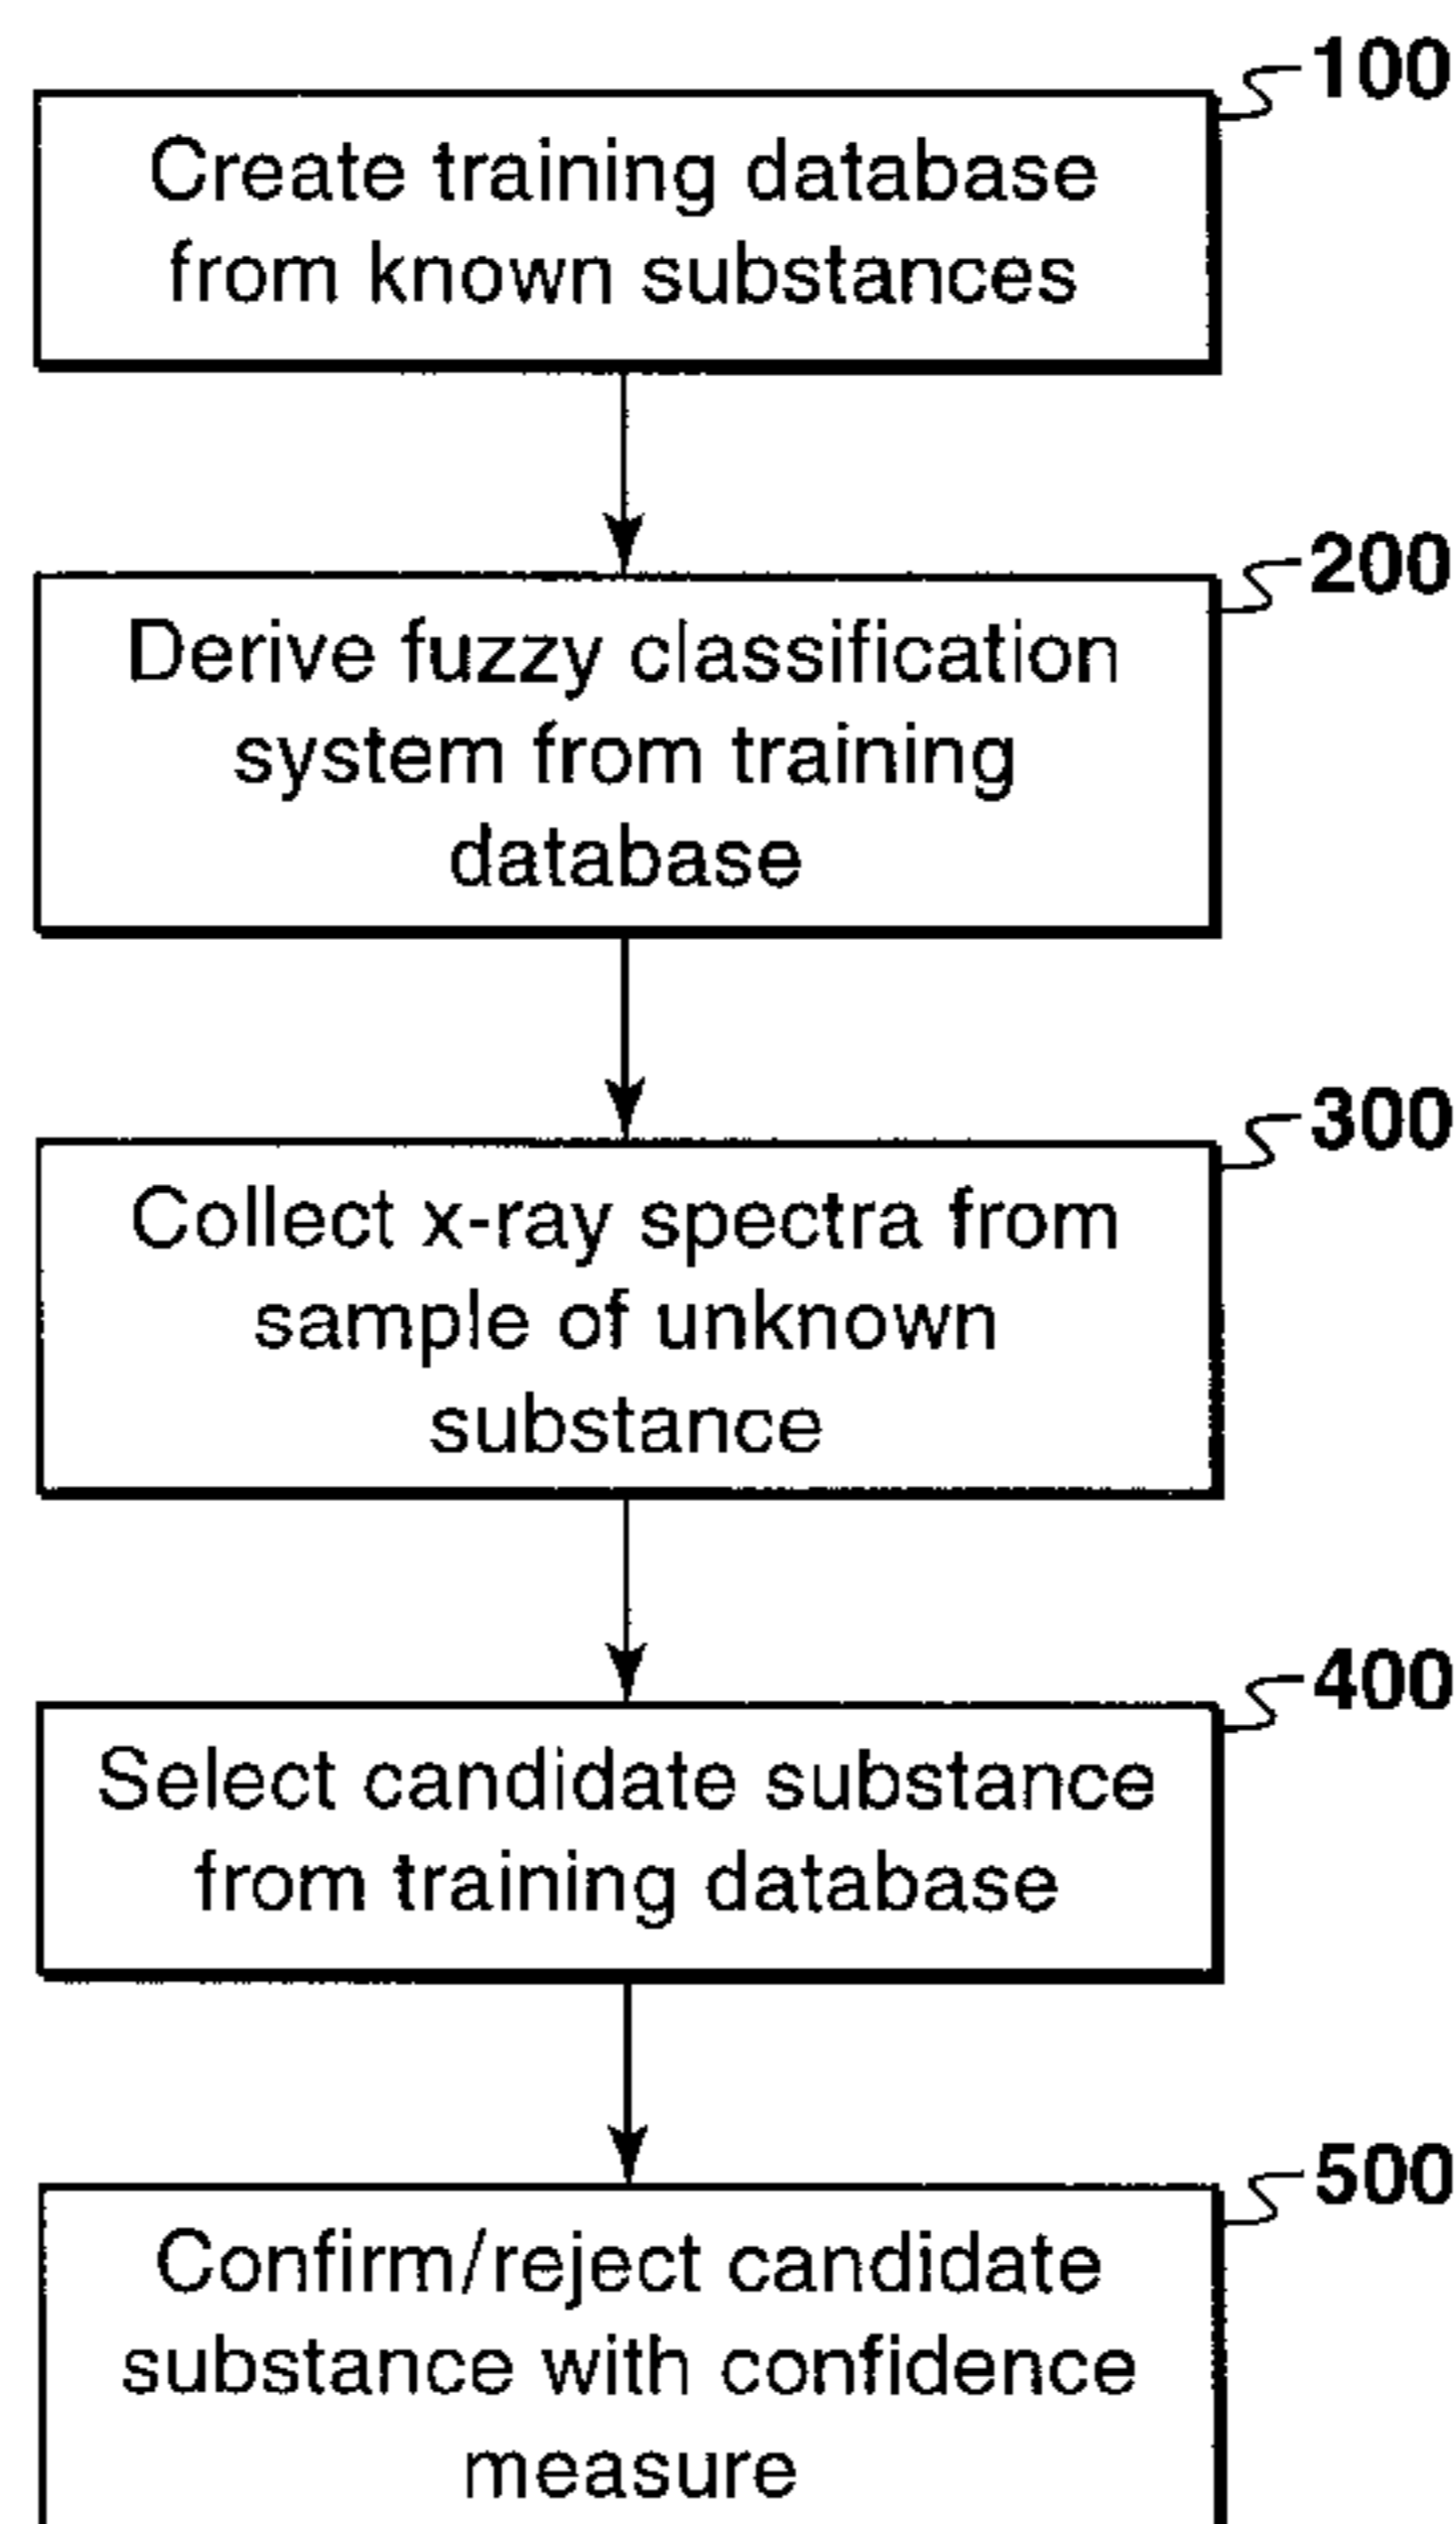 100
Create training database
from known substances
200
Derive fuzzy classification
system from training
database
300
Collect x-ray spectra from
sample of unknown
substance
400
Select candidate substance
from training database
500
Confirm/reject candidate
substance with confidence
measure